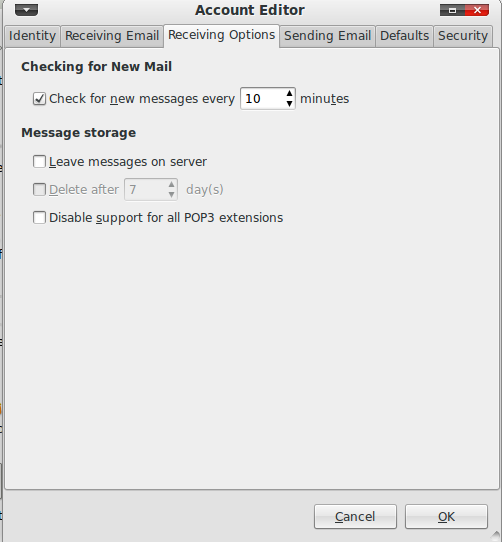 Account Editor
Identity Receiving Email Receiving Options Sending Email Defaults Security
Checking for New Mail
Check for new messages every 10 minutes
Message storage
Leave messages on server
Delete after 7 day(s)
Disable support for all POP3 extensions
Cancel OK